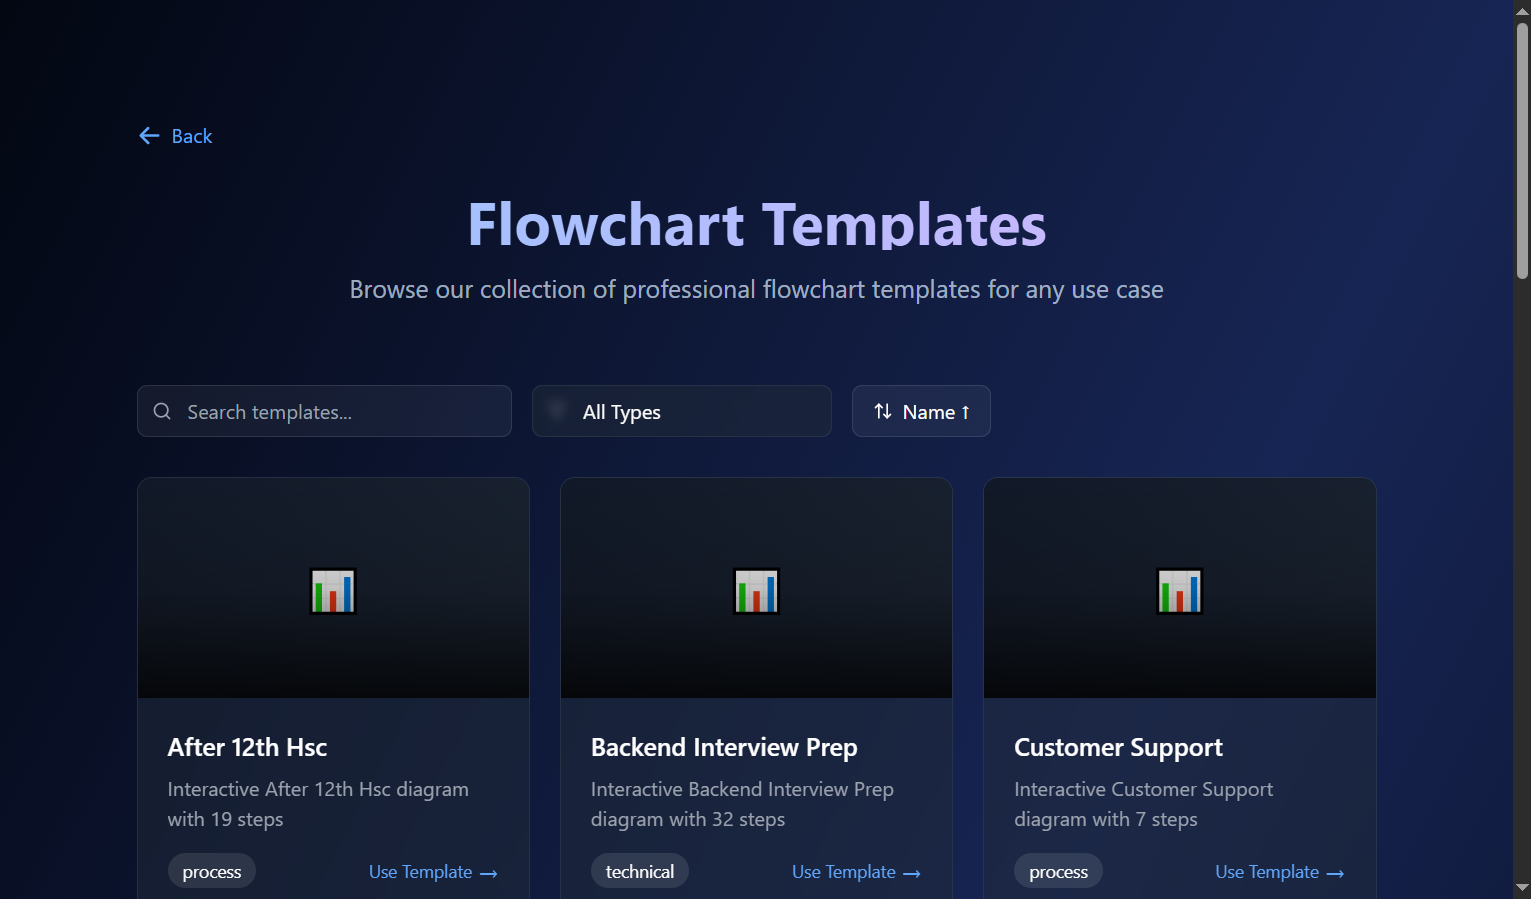 Back
Flowchart Templates
Browse our collection of professional flowchart templates for any use case
Search templates...
All Types
Name ↑
After 12th Hsc
Interactive After 12th Hsc diagram
with 19 steps
process
Use Template →
Backend Interview Prep
Interactive Backend Interview Prep
diagram with 32 steps
technical
Use Template →
Customer Support
Interactive Customer Support
diagram with 7 steps
process
Use Template →